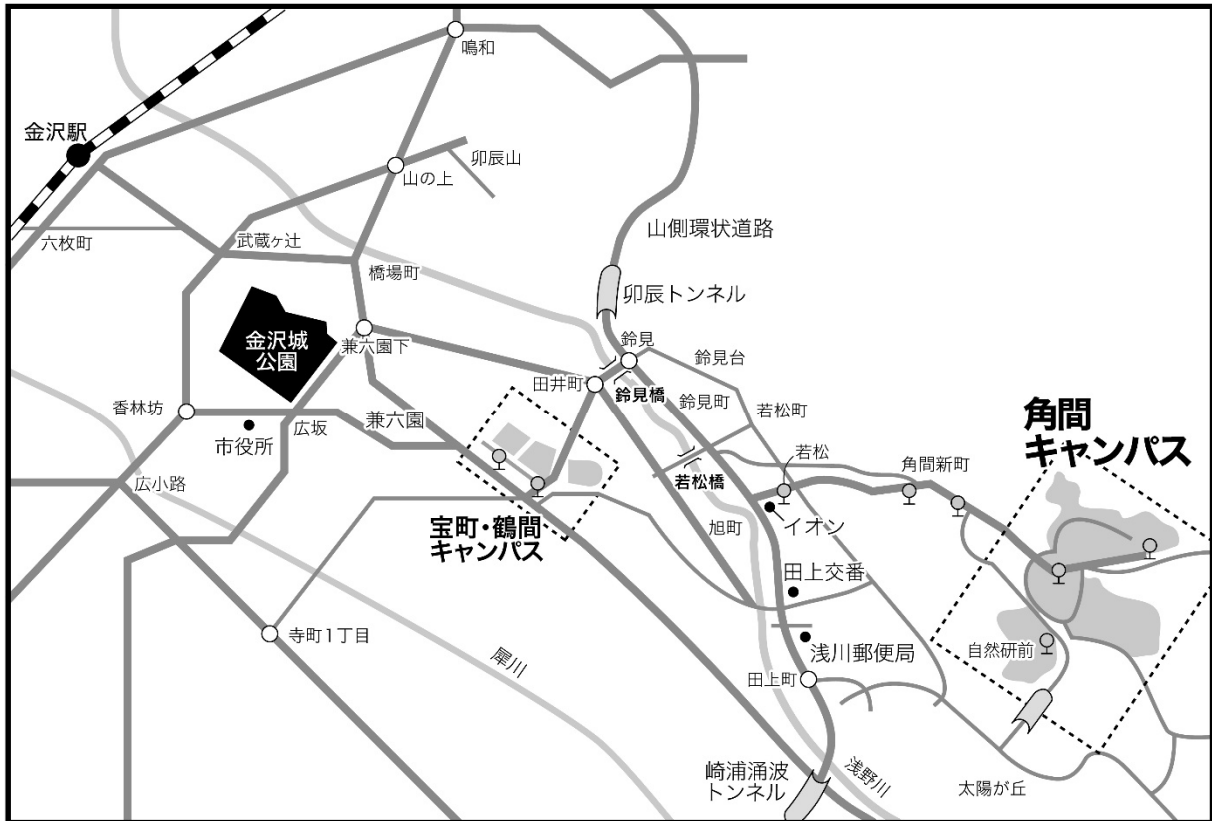 鳴和
金沢駅
卯辰山
山の上
山側環状道路
六枚町
武蔵ヶ辻
橋場町
卯辰トンネル
金沢城
公園
兼六園下
鈴見
鈴見台
田井町
鈴見橋
鈴見町
若松町
香林坊
市役所
広坂
兼六園
若松
角間新町
角間
キャンパス
若松橋
広小路
旭町
イオン
宝町・鶴間
キャンパス
田上交番
寺町1丁目
浅川郵便局
自然研前
犀川
田上町
崎浦涌波
トンネル
浅野川
太陽が丘